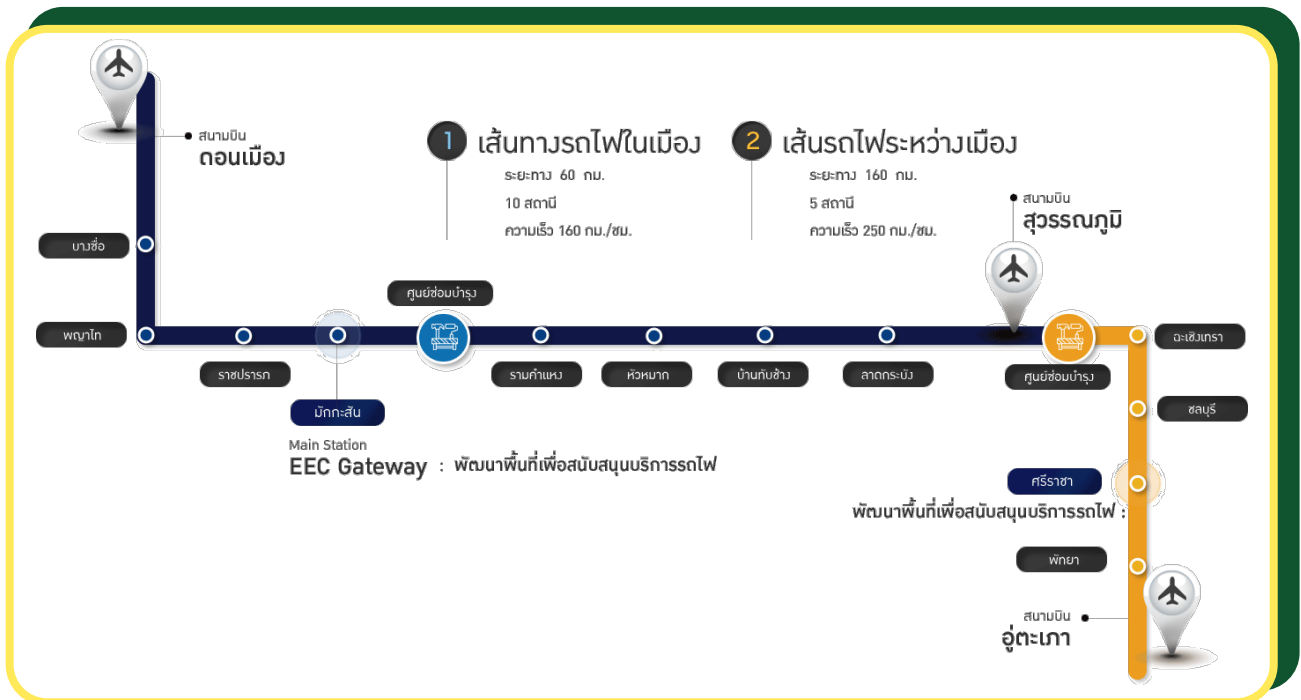 สนามบิน
ดอนเมือง
1 เส้นทางรถไฟในเมือง
ระยะทาง 60 กม.
10 สถานี
ความเร็ว 160 กม./ชม.
2 เส้นรถไฟระหว่างเมือง
ระยะทาง 160 กม.
5 สถานี
ความเร็ว 250 กม./ชม.
สนามบิน
สุวรรณภูมิ
บางซื่อ
ศูนย์ซ่อมบำรุง
พญาไท
ฉะเชิงเทรา
ราชปรารภ
รามคำแหง
หัวหมาก
บ้านทับช้าง
ลาดกระบัง
ศูนย์ซ่อมบำรุง
มักกะสัน
ชลบุรี
Main Station
EEC Gateway : พัฒนาพื้นที่เพื่อสนับสนุนบริการรถไฟ
ศรีราชา
พัฒนาพื้นที่เพื่อสนับสนุนบริการรถไฟ :
พัทยา
สนามบิน
อู่ตะเภา